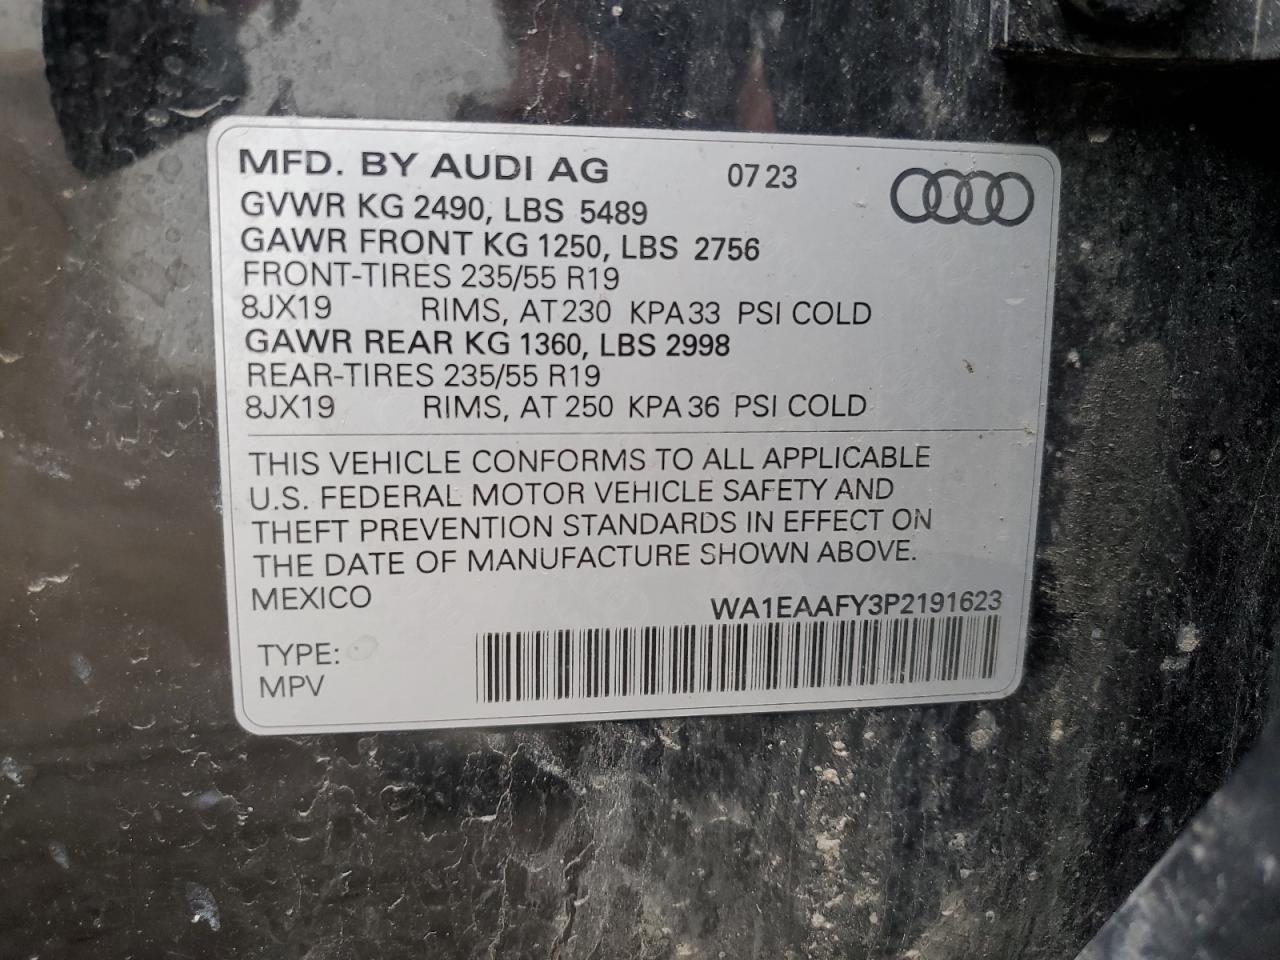 MFD. BY AUDI AG 07 23
GVWR KG 2490, LBS 5489
GAWR FRONT KG 1250, LBS 2756
FRONT-TIRES 235/55 R19
8JX19 RIMS, AT 230 KPA 33 PSI COLD
GAWR REAR KG 1360, LBS 2998
REAR-TIRES 235/55 R19
8JX19 RIMS, AT 250 KPA 36 PSI COLD
THIS VEHICLE CONFORMS TO ALL APPLICABLE
U.S. FEDERAL MOTOR VEHICLE SAFETY AND
THEFT PREVENTION STANDARDS IN EFFECT ON
THE DATE OF MANUFACTURE SHOWN ABOVE.
MEXICO
WA1EAAFY3P2191623
TYPE:
MPV